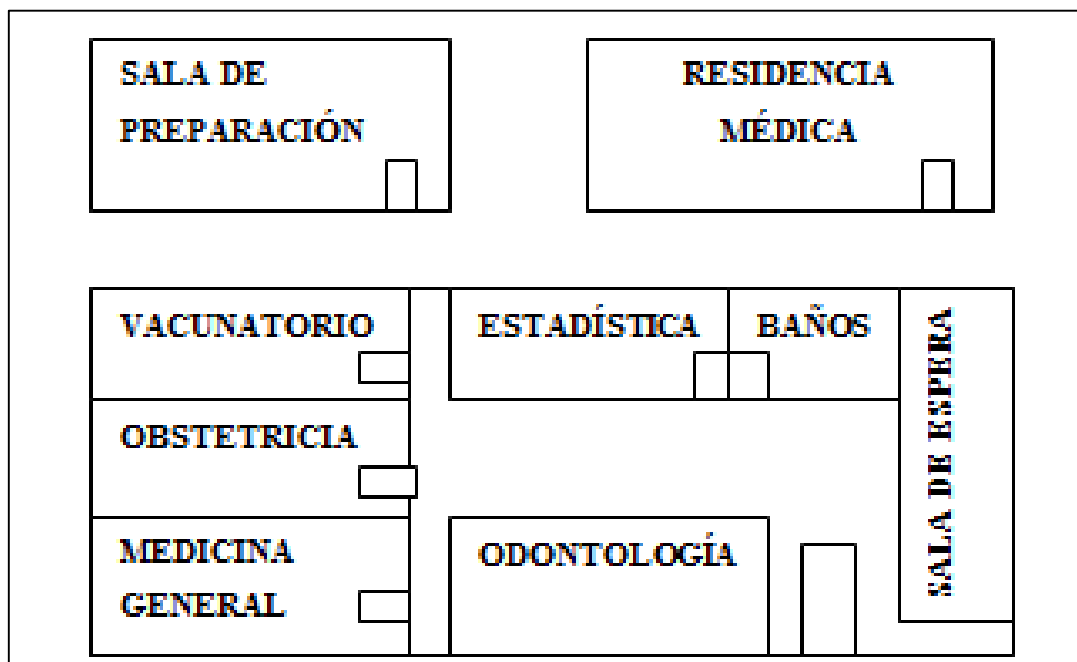 SALA DE
PREPARACIÓN
RESIDENCIA
MÉDICA
VACUNATORIO
ESTADÍSTICA
BAÑOS
SALA DE ESPERA
OBSTETRICIA
MEDICINA
GENERAL
ODONTOLOGÍA